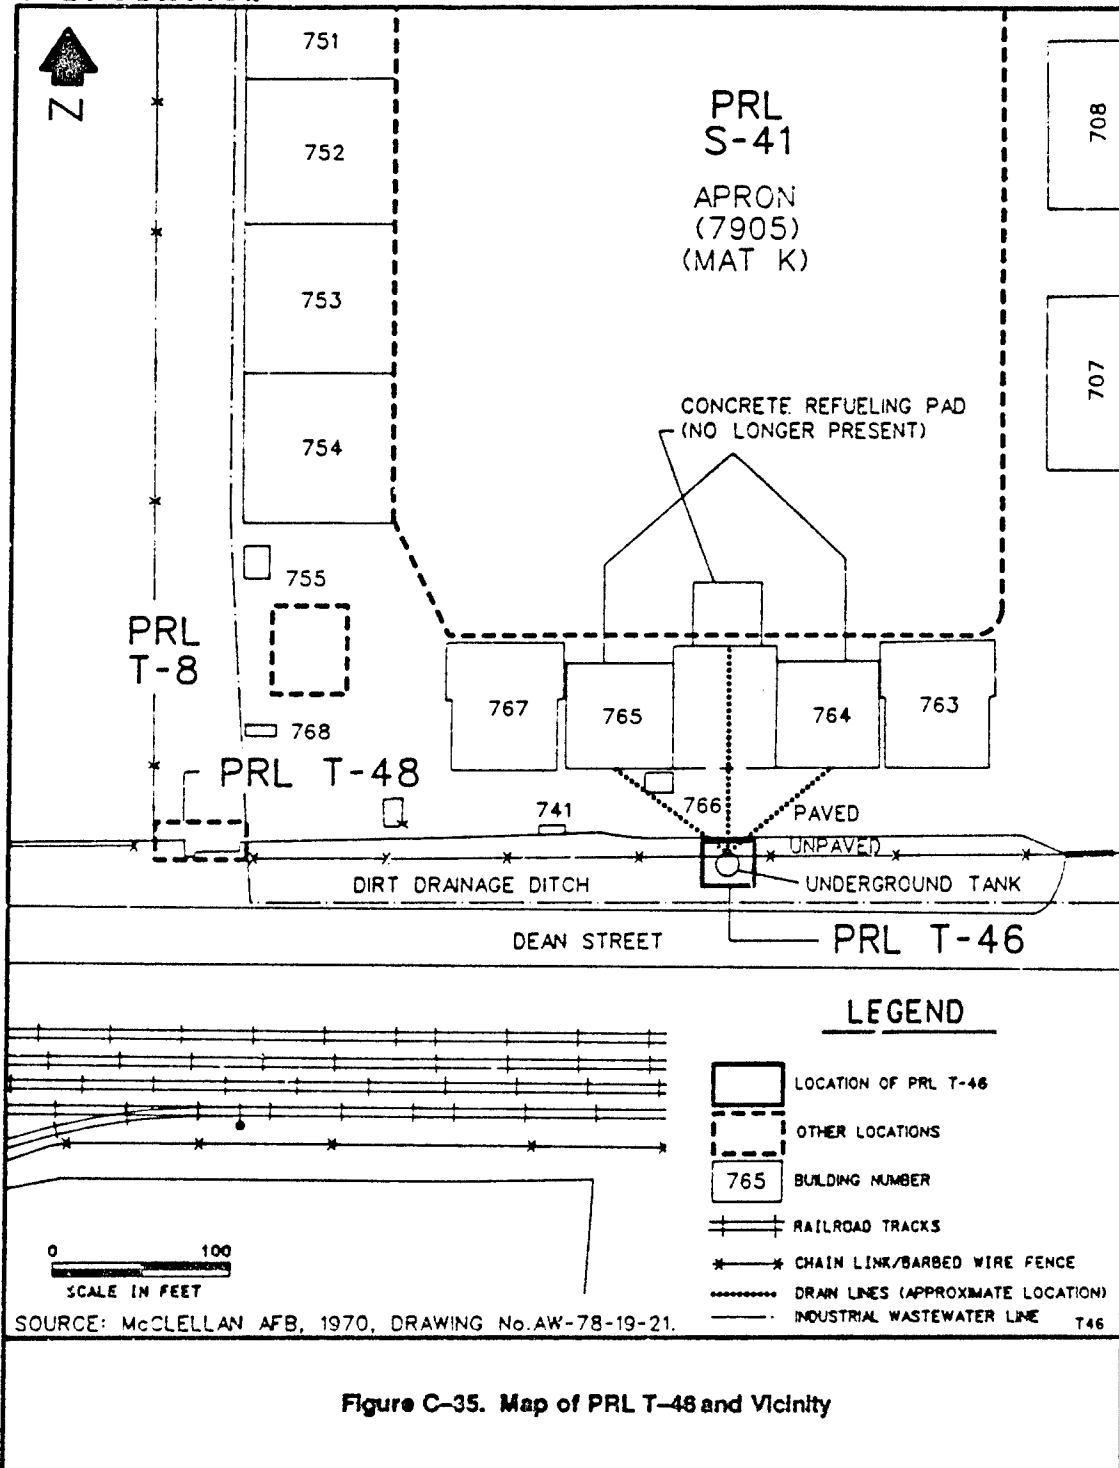 751
PRL
S-41
708
752
APRON
(7905)
(MAT K)
N
753
707
CONCRETE REFUELING PAD
(NO LONGER PRESENT)
754
755
PRL
T-8
767
765
764
763
768
PRL T-48
741
766
PAVED
UNPAVED
DIRT DRAINAGE DITCH
UNDERGROUND TANK
DEAN STREET
PRL T-46
LEGEND
LOCATION OF PRL T-46
OTHER LOCATIONS
765 BUILDING NUMBER
RAILROAD TRACKS
CHAIN LINK/BARBED WIRE FENCE
DRAIN LINES (APPROXIMATE LOCATION)
INDUSTRIAL WASTEWATER LINE
T46
0 100
SCALE IN FEET
SOURCE: McCLELLAN AFB, 1970, DRAWING No.AW-78-19-21.
Figure C-35. Map of PRL T-46 and Vicinity